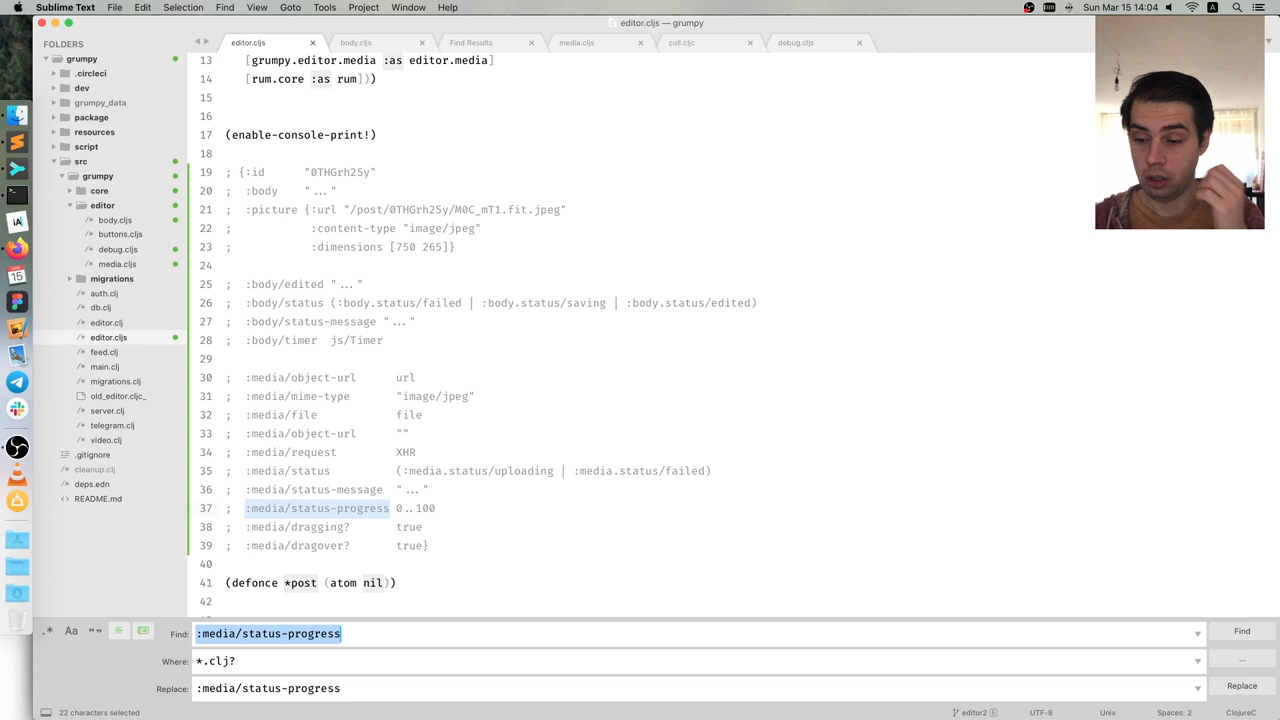 Sublime Text File Edit Selection Find View Goto Tools Project Window Help
Sun Mar 15 14:04
editor.cljs — grumpy
FOLDERS
grumpy
.circleci
dev
grumpy_data
package
resources
script
src
grumpy
core
editor
body.cljs
buttons.cljs
debug.cljs
media.cljs
migrations
auth.clj
db.clj
editor.clj
editor.cljs
feed.clj
main.clj
migrations.clj
old_editor.cljc_
server.clj
telegram.clj
video.clj
.gitignore
cleanup.clj
deps.edn
README.md
editor.cljs body.cljs Find Results media.cljs coll.cljc debug.cljs
13 [grumpy.editor.media :as editor.media]
14 [rum.core :as rum]))
15
16
17 (enable-console-print!)
18
19 ; {:id "0THGrh25y"
20 ; :body "..."
21 ; :picture {:url "/post/0THGrh25y/M0C_mT1.fit.jpeg"
22 ; :content-type "image/jpeg"
23 ; :dimensions [750 265]}
24
25 ; :body/edited "..."
26 ; :body/status (:body.status/failed | :body.status/saving | :body.status/edited)
27 ; :body/status-message "..."
28 ; :body/timer js/Timer
29
30 ; :media/object-url url
31 ; :media/mime-type "image/jpeg"
32 ; :media/file file
33 ; :media/object-url ""
34 ; :media/request XHR
35 ; :media/status (:media.status/uploading | :media.status/failed)
36 ; :media/status-message "..."
37 ; :media/status-progress 0..100
38 ; :media/dragging? true
39 ; :media/dragover? true}
40
41 (defonce *post (atom nil))
42
.* Aa “” Find: :media/status-progress Find
Where: *.clj? ...
Replace: :media/status-progress Replace
22 characters selected editor2 6 UTF-8 Unix Spaces: 2 ClojureC